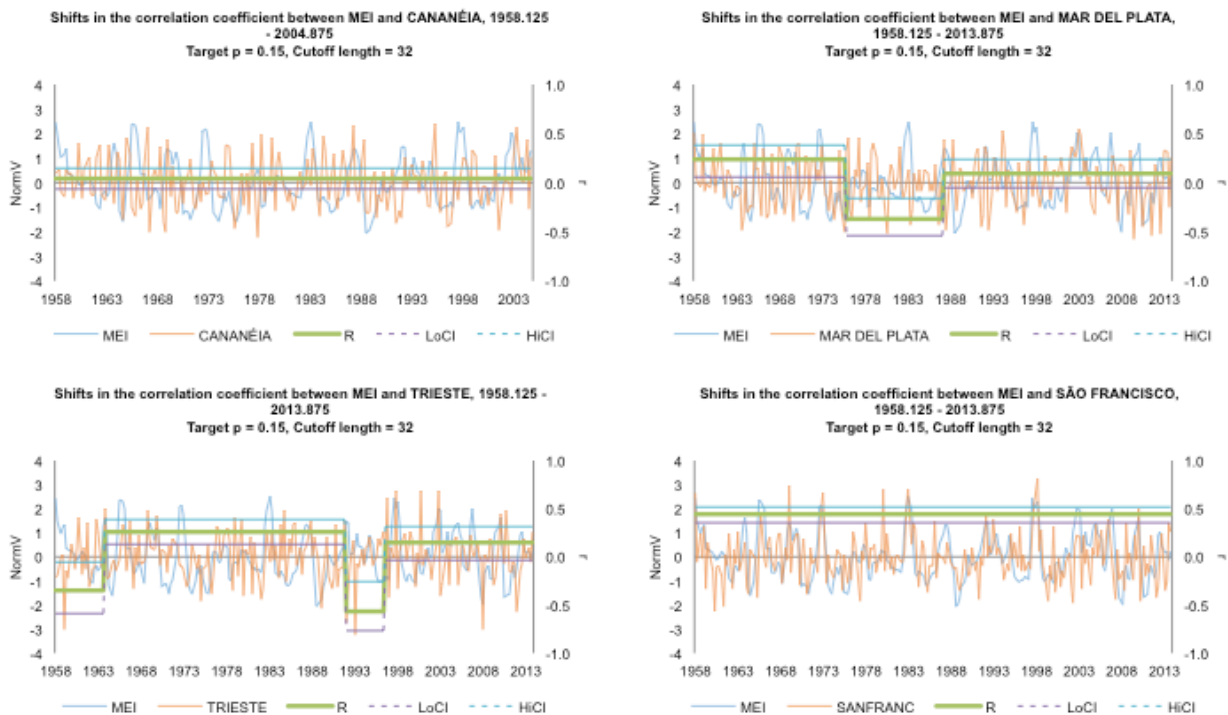 Shifts in the correlation coefficient between MEI and CANANÉIA, 1958.125
- 2004.875
Target p = 0.15, Cutoff length = 32
4
3
2
1
0
-1
-2
-3
-4
NormV
1.0
0.5
0.0
-0.5
-1.0
1958 1963 1968 1973 1978 1983 1988 1993 1998 2003
MEI CANANÉIA R LoCI HiCI
Shifts in the correlation coefficient between MEI and MAR DEL PLATA,
1958.125 - 2013.875
Target p = 0.15, Cutoff length = 32
4
3
2
1
0
-1
-2
-3
-4
NormV
1.0
0.5
0.0
-0.5
-1.0
1958 1963 1968 1973 1978 1983 1988 1993 1998 2003 2008 2013
MEI MAR DEL PLATA R LoCI HiCI
Shifts in the correlation coefficient between MEI and TRIESTE, 1958.125 -
2013.875
Target p = 0.15, Cutoff length = 32
4
3
2
1
0
-1
-2
-3
-4
NormV
1.0
0.5
0.0
-0.5
-1.0
1958 1963 1968 1973 1978 1983 1988 1993 1998 2003 2008 2013
MEI TRIESTE R LoCI HiCI
Shifts in the correlation coefficient between MEI and SÃO FRANCISCO,
1958.125 - 2013.875
Target p = 0.15, Cutoff length = 32
4
3
2
1
0
-1
-2
-3
-4
NormV
1.0
0.5
0.0
-0.5
-1.0
1958 1963 1968 1973 1978 1983 1988 1993 1998 2003 2008 2013
MEI SANFRANC R LoCI HiCI